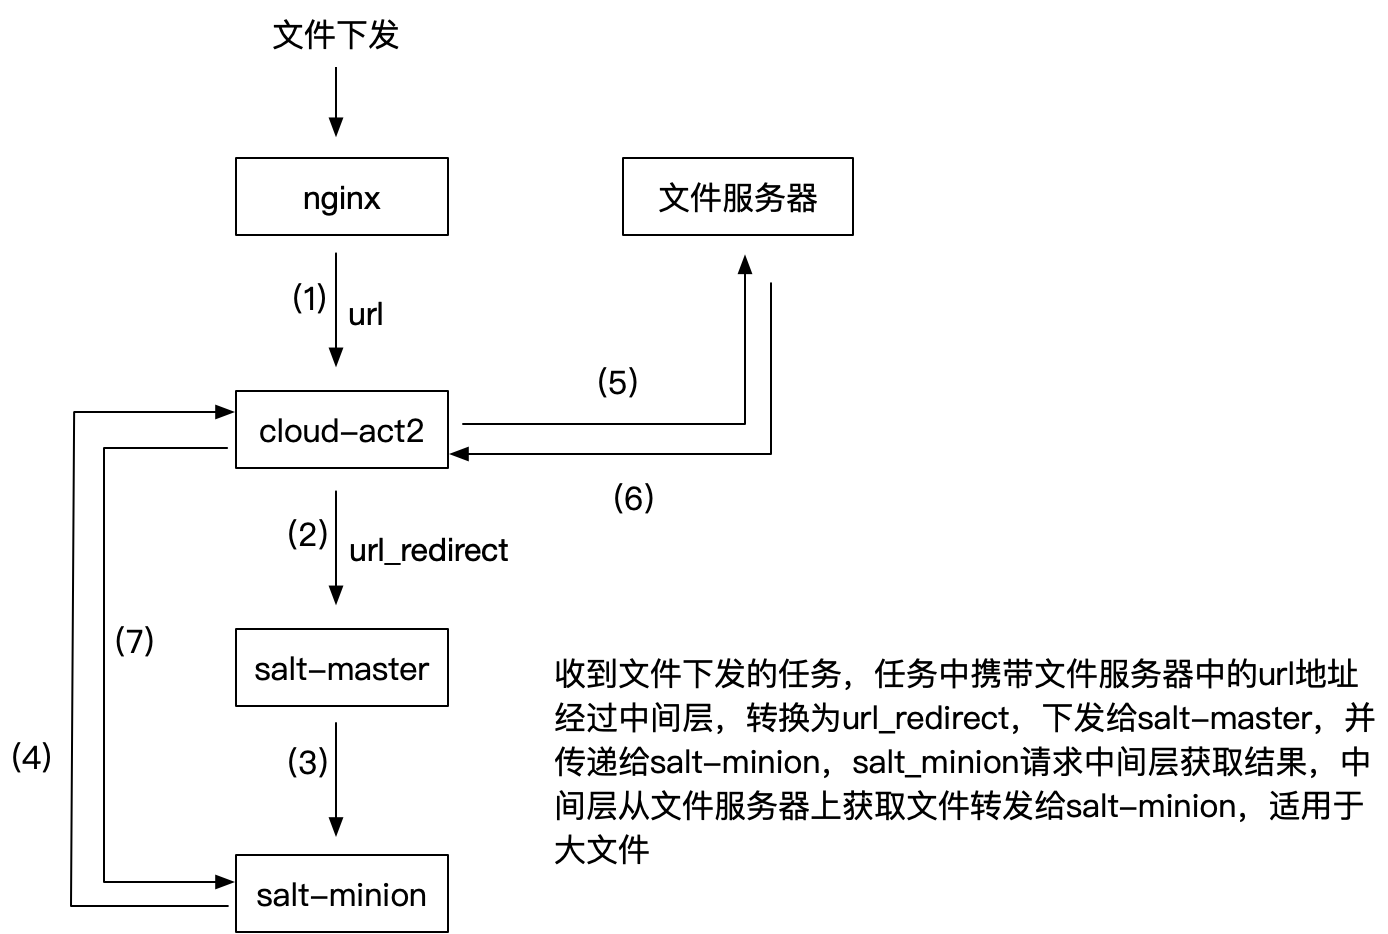 文件下发
nginx
文件服务器
(1)
url
(5)
cloud-act2
(6)
(2)
url_redirect
(7)
salt-master
(4)
(3)
salt-minion
收到文件下发的任务，任务中携带文件服务器中的url地址
经过中间层，转换为url_redirect，下发给salt-master，并
传递给salt-minion，salt_minion请求中间层获取结果，中
间层从文件服务器上获取文件转发给salt-minion，适用于
大文件